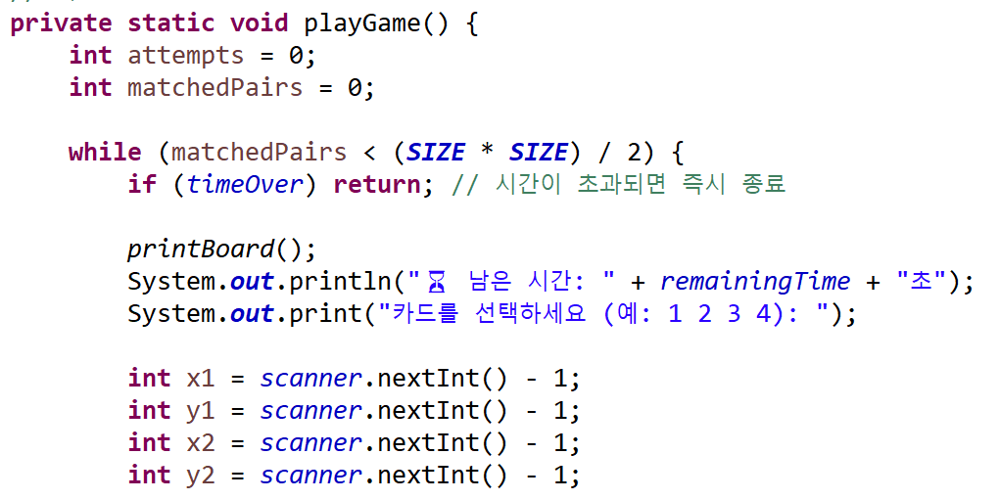 private static void playGame() {
    int attempts = 0;
    int matchedPairs = 0;

    while (matchedPairs < (SIZE * SIZE) / 2) {
        if (timeOver) return; // 시간이 초과되면 즉시 종료

        printBoard();
        System.out.println("⏳ 남은 시간: " + remainingTime + "초");
        System.out.print("카드를 선택하세요 (예: 1 2 3 4): ");

        int x1 = scanner.nextInt() - 1;
        int y1 = scanner.nextInt() - 1;
        int x2 = scanner.nextInt() - 1;
        int y2 = scanner.nextInt() - 1;